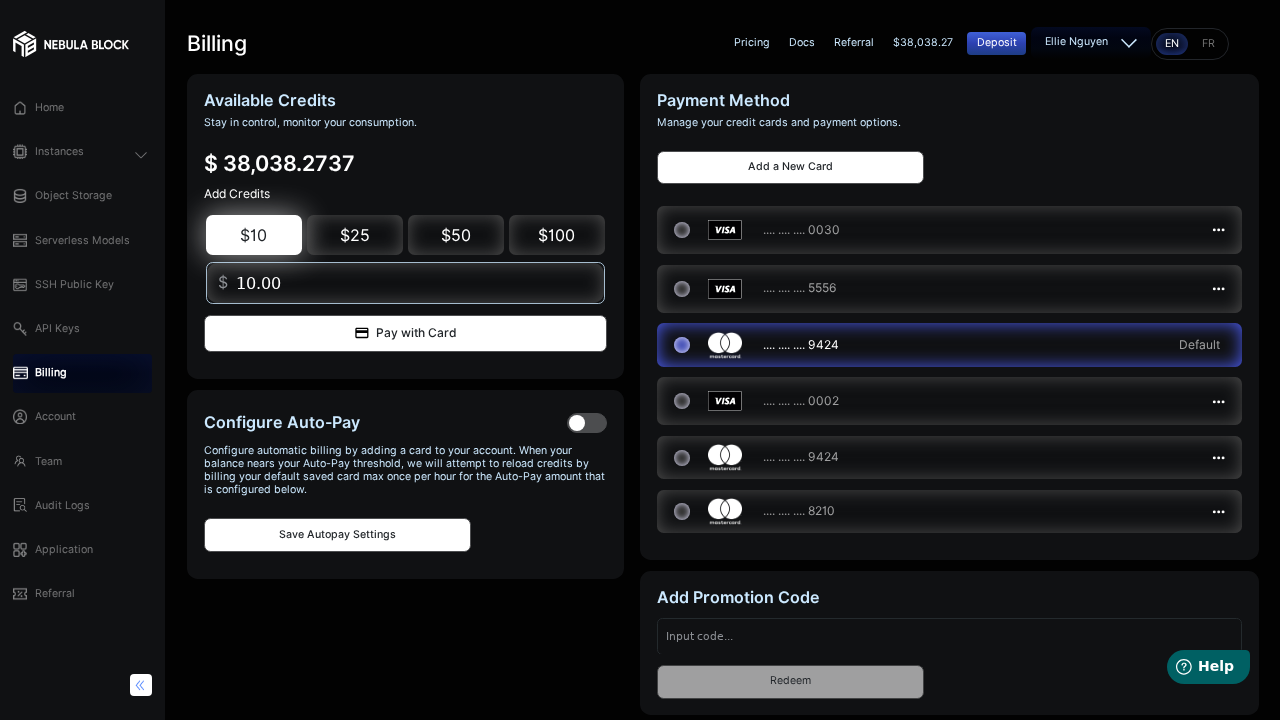 NEBULA BLOCK
Home
Instances
Object Storage
Serverless Models
SSH Public Key
API Keys
Billing
Account
Team
Audit Logs
Application
Referral
Billing
Pricing
Docs
Referral
$38,038.27
Deposit
Ellie Nguyen
EN
FR
Available Credits
Stay in control, monitor your consumption.
$ 38,038.2737
Add Credits
$10
$25
$50
$100
$ 10.00
Pay with Card
Configure Auto-Pay
Configure automatic billing by adding a card to your account. When your
balance nears your Auto-Pay threshold, we will attempt to reload credits by
billing your default saved card max once per hour for the Auto-Pay amount that
is configured below.
Save Autopay Settings
Payment Method
Manage your credit cards and payment options.
Add a New Card
VISA .... .... .... 0030
VISA .... .... .... 5556
mastercard .... .... .... 9424 Default
VISA .... .... .... 0002
mastercard .... .... .... 9424
mastercard .... .... .... 8210
Add Promotion Code
Input code...
Redeem
Help